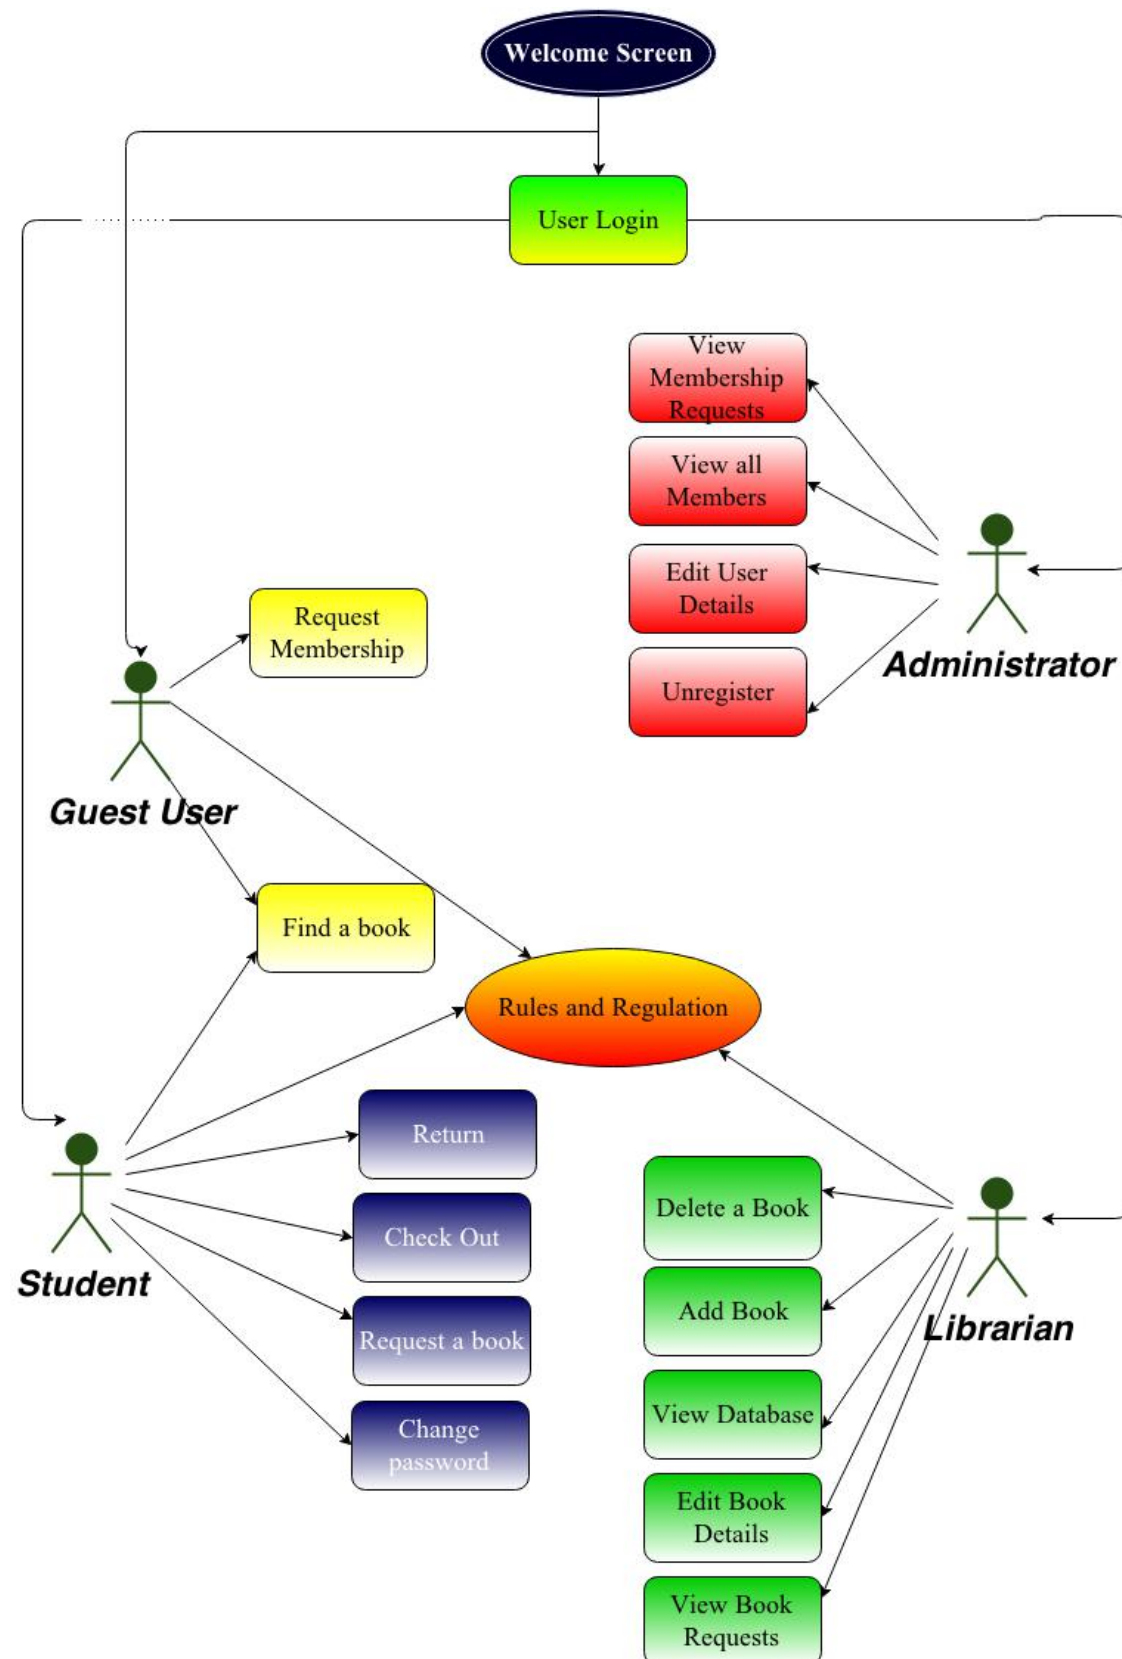 Welcome Screen
User Login
View
Membership
Requests
View all
Members
Edit User
Details
Unregister
Administrator
Request
Membership
Guest User
Find a book
Rules and Regulation
Return
Check Out
Request a book
Change
password
Student
Delete a Book
Add Book
View Database
Edit Book
Details
View Book
Requests
Librarian